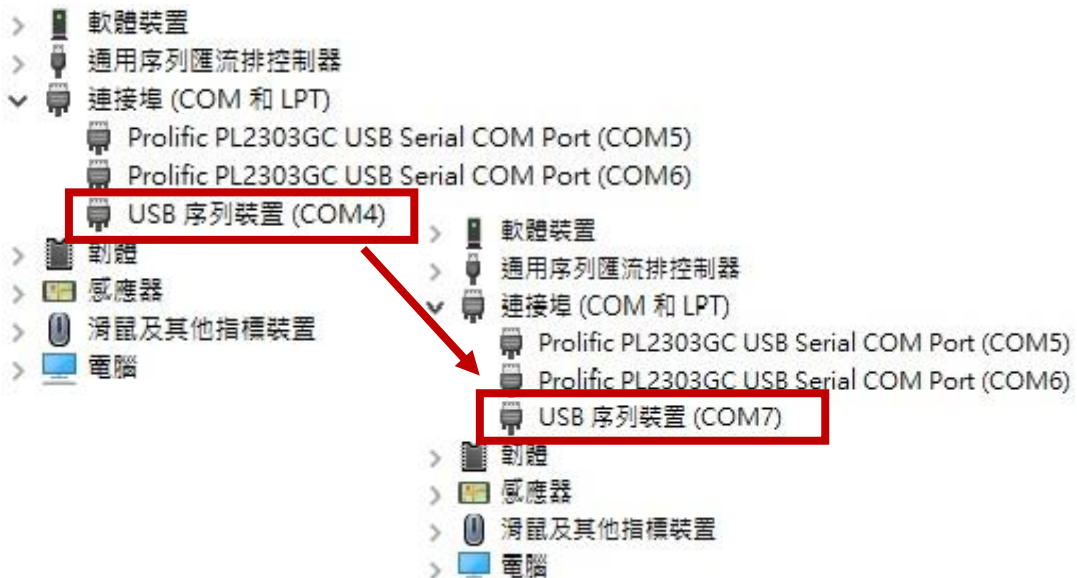 軟體裝置
通用序列匯流排控制器
連接埠 (COM 和 LPT)
Prolific PL2303GC USB Serial COM Port (COM5)
Prolific PL2303GC USB Serial COM Port (COM6)
USB 序列裝置 (COM4)
韌體
感應器
滑鼠及其他指標裝置
電腦
軟體裝置
通用序列匯流排控制器
連接埠 (COM 和 LPT)
Prolific PL2303GC USB Serial COM Port (COM5)
Prolific PL2303GC USB Serial COM Port (COM6)
USB 序列裝置 (COM7)
韌體
感應器
滑鼠及其他指標裝置
電腦